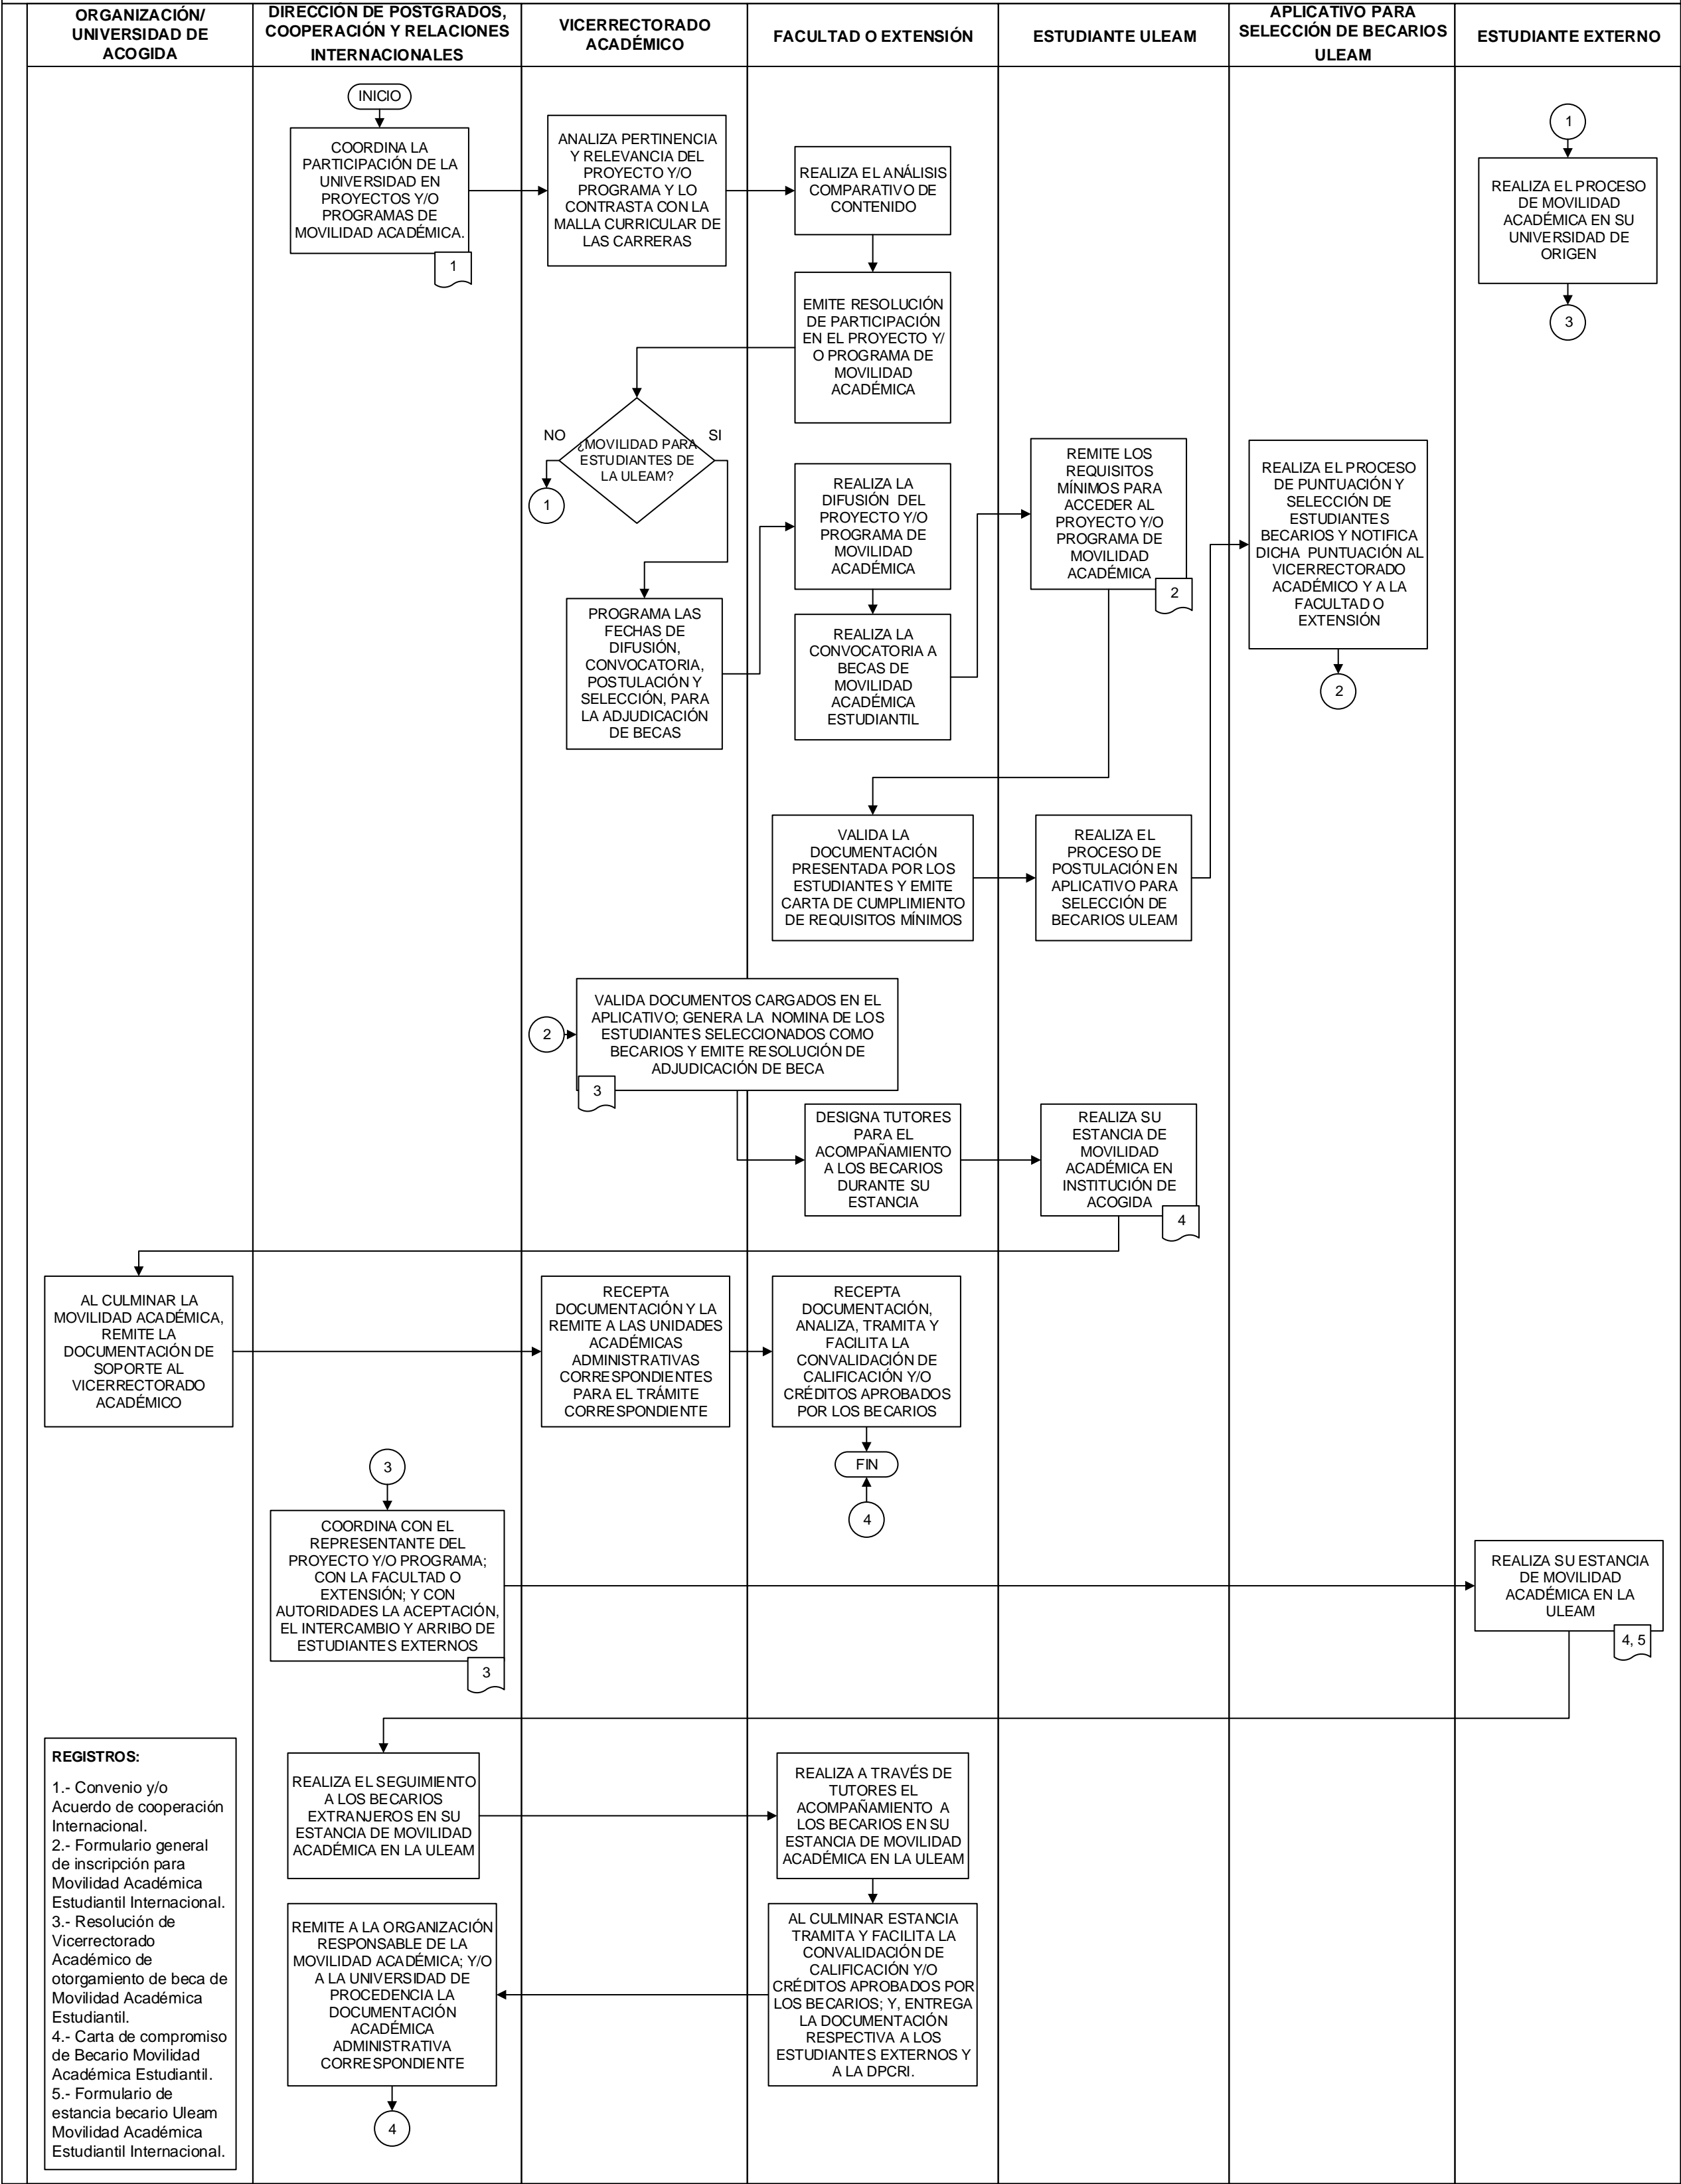 ORGANIZACIÓN/
UNIVERSIDAD DE
ACOGIDA
DIRECCIÓN DE POSTGRADOS,
COOPERACIÓN Y RELACIONES
INTERNACIONALES
VICERRECTORADO
ACADÉMICO
FACULTAD O EXTENSIÓN
ESTUDIANTE ULEAM
APLICATIVO PARA
SELECCIÓN DE BECARIOS
ULEAM
ESTUDIANTE EXTERNO
INICIO
COORDINA LA
PARTICIPACIÓN DE LA
UNIVERSIDAD EN
PROYECTOS Y/O
PROGRAMAS DE
MOVILIDAD ACADÉMICA.
1
ANALIZA PERTINENCIA
Y RELEVANCIA DEL
PROYECTO Y/O
PROGRAMA Y LO
CONTRASTA CON LA
MALLA CURRICULAR DE
LAS CARRERAS
REALIZA EL ANÁLISIS
COMPARATIVO DE
CONTENIDO
1
REALIZA EL PROCESO
DE MOVILIDAD
ACADÉMICA EN SU
UNIVERSIDAD DE
ORIGEN
3
EMITE RESOLUCIÓN
DE PARTICIPACIÓN
EN EL PROYECTO Y/
O PROGRAMA DE
MOVILIDAD
ACADÉMICA
NO
SI
¿MOVILIDAD PARA
ESTUDIANTES DE
LA ULEAM?
1
PROGRAMA LAS
FECHAS DE
DIFUSIÓN,
CONVOCATORIA,
POSTULACIÓN Y
SELECCIÓN, PARA
LA ADJUDICACIÓN
DE BECAS
REALIZA LA
DIFUSIÓN DEL
PROYECTO Y/O
PROGRAMA DE
MOVILIDAD
ACADÉMICA
REALIZA LA
CONVOCATORIA A
BECAS DE
MOVILIDAD
ACADÉMICA
ESTUDIANTIL
REMITE LOS
REQUISITOS
MÍNIMOS PARA
ACCEDER AL
PROYECTO Y/O
PROGRAMA DE
MOVILIDAD
ACADÉMICA
2
REALIZA EL PROCESO
DE PUNTUACIÓN Y
SELECCIÓN DE
ESTUDIANTES
BECARIOS Y NOTIFICA
DICHA PUNTUACIÓN AL
VICERRECTORADO
ACADÉMICO Y A LA
FACULTAD O
EXTENSIÓN
2
VALIDA LA
DOCUMENTACIÓN
PRESENTADA POR LOS
ESTUDIANTES Y EMITE
CARTA DE CUMPLIMIENTO
DE REQUISITOS MÍNIMOS
REALIZA EL
PROCESO DE
POSTULACIÓN EN
APLICATIVO PARA
SELECCIÓN DE
BECARIOS ULEAM
2
VALIDA DOCUMENTOS CARGADOS EN EL
APLICATIVO; GENERA LA NOMINA DE LOS
ESTUDIANTES SELECCIONADOS COMO
BECARIOS Y EMITE RESOLUCIÓN DE
ADJUDICACIÓN DE BECA
3
DESIGNA TUTORES
PARA EL
ACOMPAÑAMIENTO
A LOS BECARIOS
DURANTE SU
ESTANCIA
REALIZA SU
ESTANCIA DE
MOVILIDAD
ACADÉMICA EN
INSTITUCIÓN DE
ACOGIDA
4
AL CULMINAR LA
MOVILIDAD ACADÉMICA,
REMITE LA
DOCUMENTACIÓN DE
SOPORTE AL
VICERRECTORADO
ACADÉMICO
RECEPTA
DOCUMENTACIÓN Y LA
REMITE A LAS UNIDADES
ACADÉMICAS
ADMINISTRATIVAS
CORRESPONDIENTES
PARA EL TRÁMITE
CORRESPONDIENTE
RECEPTA
DOCUMENTACIÓN,
ANALIZA, TRAMITA Y
FACILITA LA
CONVALIDACIÓN DE
CALIFICACIÓN Y/O
CRÉDITOS APROBADOS
POR LOS BECARIOS
FIN
4
3
COORDINA CON EL
REPRESENTANTE DEL
PROYECTO Y/O PROGRAMA;
CON LA FACULTAD O
EXTENSIÓN; Y CON
AUTORIDADES LA ACEPTACIÓN,
EL INTERCAMBIO Y ARRIBO DE
ESTUDIANTES EXTERNOS
3
REALIZA SU ESTANCIA
DE MOVILIDAD
ACADÉMICA EN LA
ULEAM
4, 5
REGISTROS:
1.- Convenio y/o
Acuerdo de cooperación
Internacional.
2.- Formulario general
de inscripción para
Movilidad Académica
Estudiantil Internacional.
3.- Resolución de
Vicerrectorado
Académico de
otorgamiento de beca de
Movilidad Académica
Estudiantil.
4.- Carta de compromiso
de Becario Movilidad
Académica Estudiantil.
5.- Formulario de
estancia becario Uleam
Movilidad Académica
Estudiantil Internacional.
REALIZA EL SEGUIMIENTO
A LOS BECARIOS
EXTRANJEROS EN SU
ESTANCIA DE MOVILIDAD
ACADÉMICA EN LA ULEAM
REALIZA A TRAVÉS DE
TUTORES EL
ACOMPAÑAMIENTO A
LOS BECARIOS EN SU
ESTANCIA DE MOVILIDAD
ACADÉMICA EN LA ULEAM
REMITE A LA ORGANIZACIÓN
RESPONSABLE DE LA
MOVILIDAD ACADÉMICA; Y/O
A LA UNIVERSIDAD DE
PROCEDENCIA LA
DOCUMENTACIÓN
ACADÉMICA
ADMINISTRATIVA
CORRESPONDIENTE
AL CULMINAR ESTANCIA
TRAMITA Y FACILITA LA
CONVALIDACIÓN DE
CALIFICACIÓN Y/O
CRÉDITOS APROBADOS POR
LOS BECARIOS; Y, ENTREGA
LA DOCUMENTACIÓN
RESPECTIVA A LOS
ESTUDIANTES EXTERNOS Y
A LA DPCRI.
4